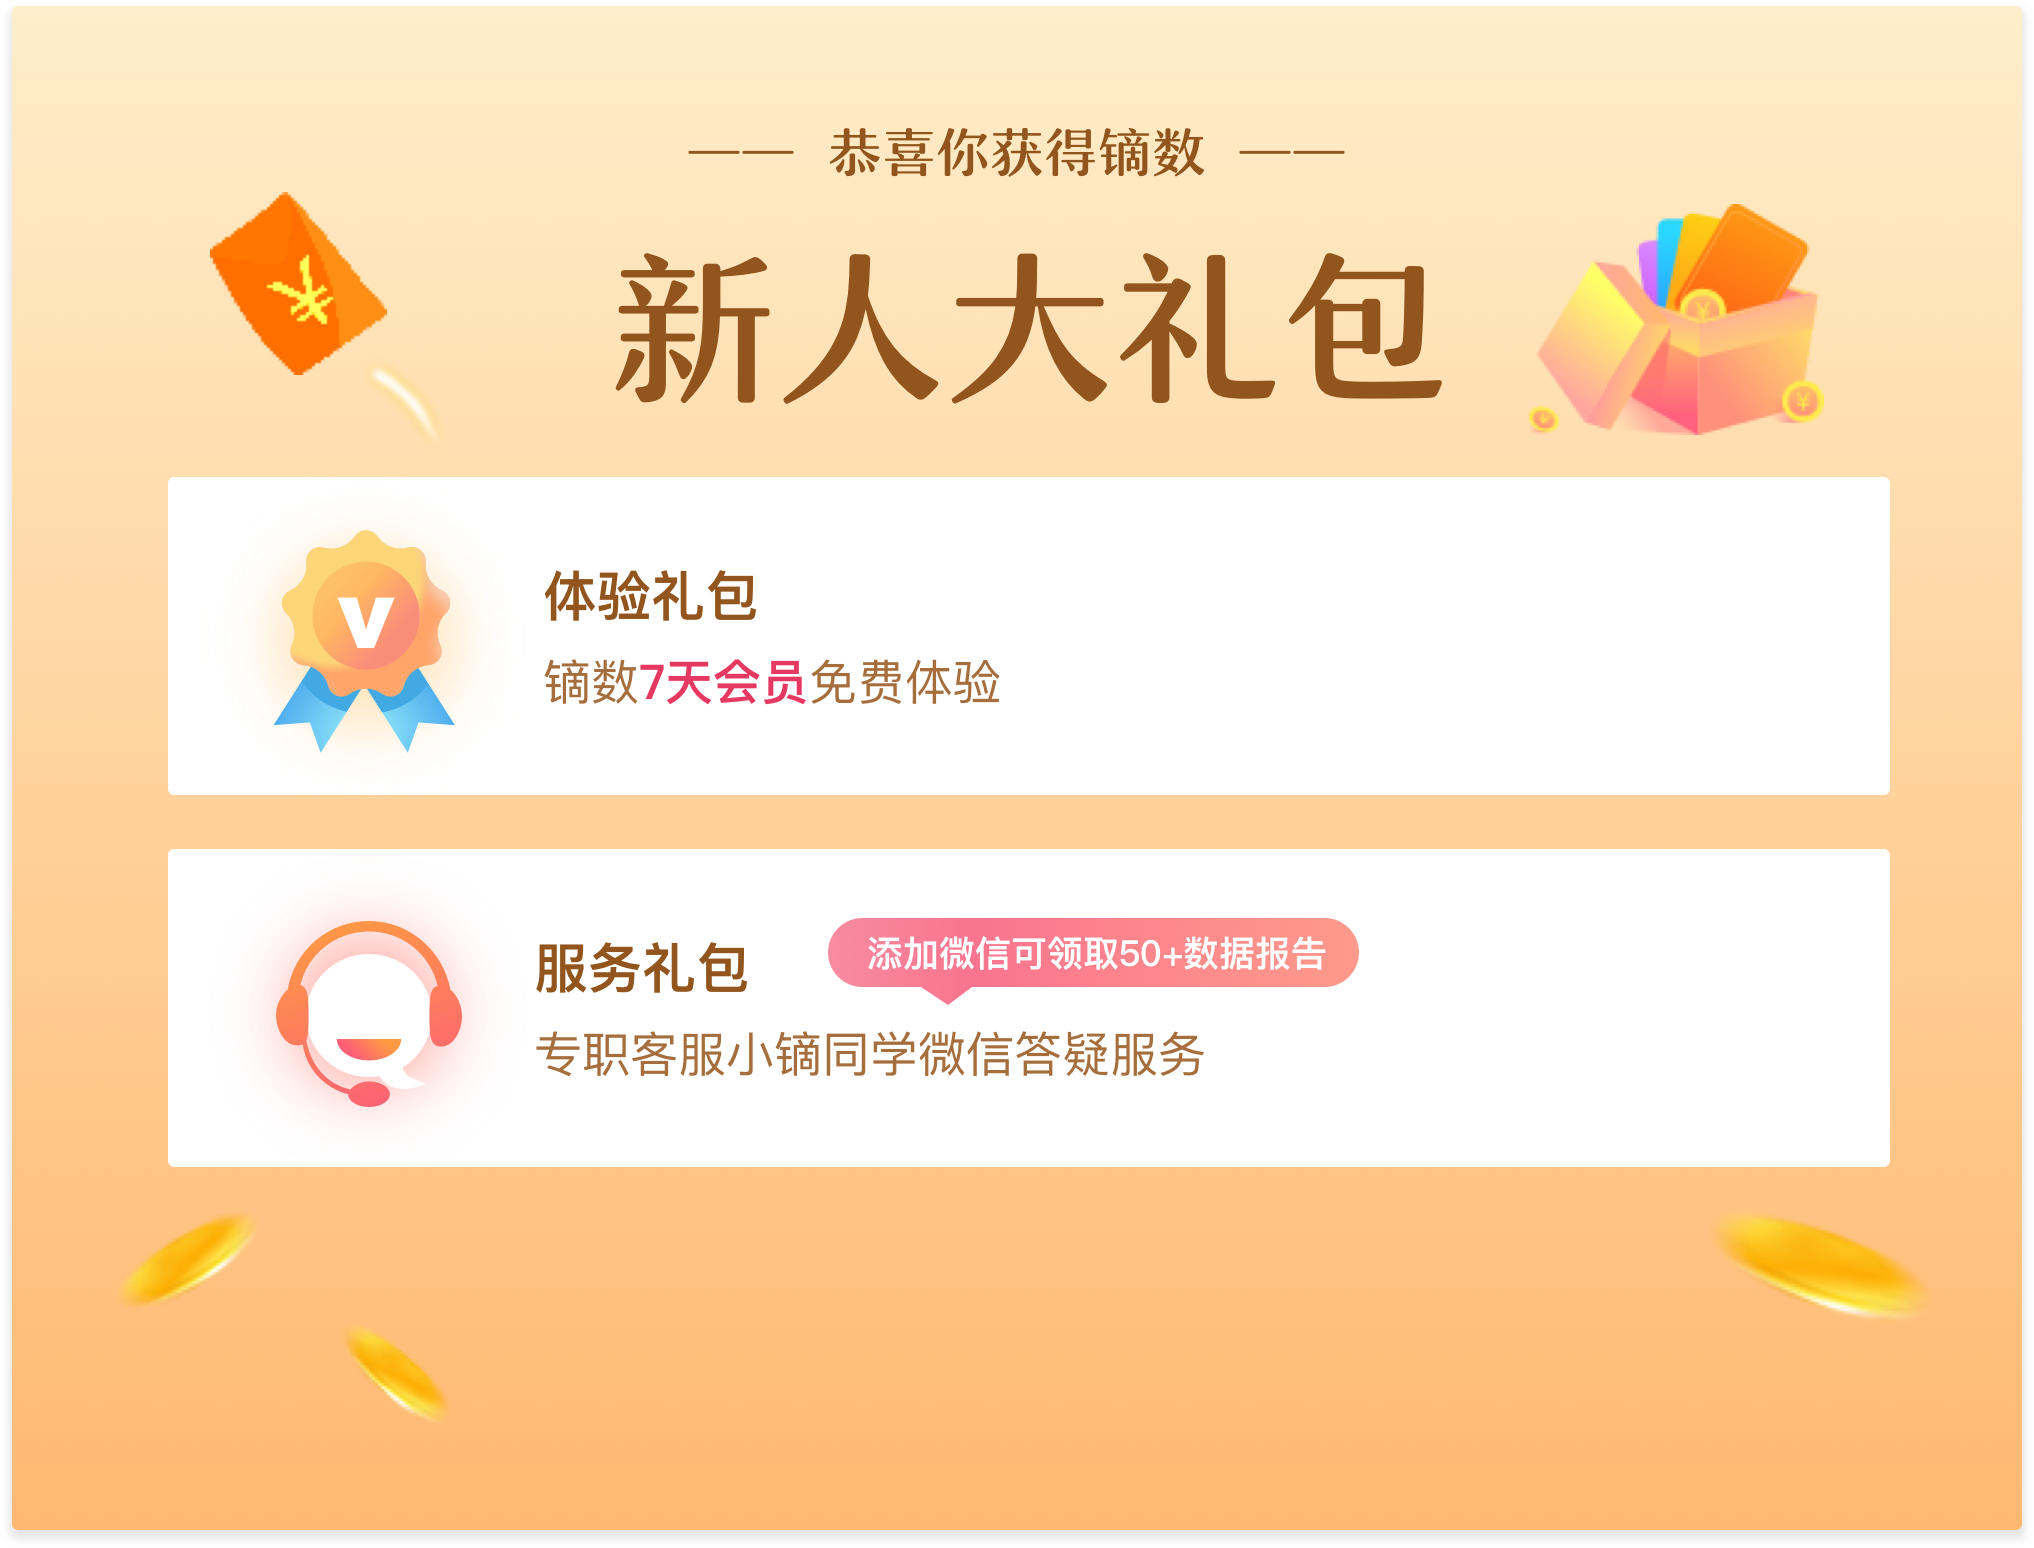 —— 恭喜你获得镝数 ——
新人大礼包
V
体验礼包
镝数7天会员免费体验
服务礼包
添加微信可领取50+数据报告
专职客服小镝同学微信答疑服务